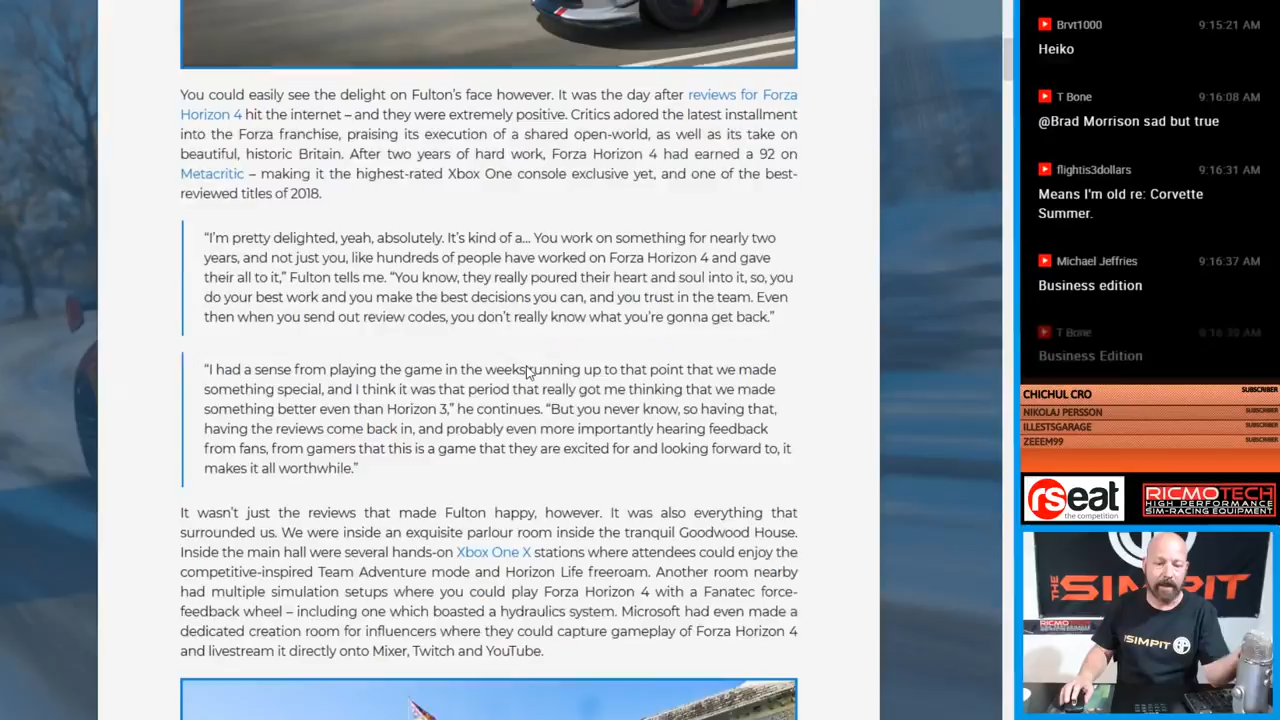 You could easily see the delight on Fulton's face however. It was the day after reviews for Forza
Horizon 4 hit the internet – and they were extremely positive. Critics adored the latest installment
into the Forza franchise, praising its execution of a shared open-world, as well as its take on
beautiful, historic Britain. After two years of hard work, Forza Horizon 4 had earned a 92 on
Metacritic – making it the highest-rated Xbox One console exclusive yet, and one of the best-
reviewed titles of 2018.
“I'm pretty delighted, yeah, absolutely. It's kind of a... You work on something for nearly two
years, and not just you, like hundreds of people have worked on Forza Horizon 4 and gave
their all to it,” Fulton tells me. “You know, they really poured their heart and soul into it, so, you
do your best work and you make the best decisions you can, and you trust in the team. Even
then when you send out review codes, you don't really know what you're gonna get back.”
“I had a sense from playing the game in the weeks running up to that point that we made
something special, and I think it was that period that really got me thinking that we made
something better even than Horizon 3,” he continues. “But you never know, so having that,
having the reviews come back in, and probably even more importantly hearing feedback
from fans, from gamers that this is a game that they are excited for and looking forward to, it
makes it all worthwhile.”
It wasn't just the reviews that made Fulton happy, however. It was also everything that
surrounded us. We were inside an exquisite parlour room inside the tranquil Goodwood House.
Inside the main hall were several hands-on Xbox One X stations where attendees could enjoy the
competitive-inspired Team Adventure mode and Horizon Life freeroam. Another room nearby
had multiple simulation setups where you could play Forza Horizon 4 with a Fanatec force-
feedback wheel – including one which boasted a hydraulics system. Microsoft had even made a
dedicated creation room for influencers where they could capture gameplay of Forza Horizon 4
and livestream it directly onto Mixer, Twitch and YouTube.
Brvt1000 9:15:21 AM
Heiko
T Bone 9:16:08 AM
@Brad Morrison sad but true
flightis3dollars 9:16:31 AM
Means I'm old re: Corvette
Summer.
Michael Jeffries 9:16:37 AM
Business edition
T Bone
Business Edition
CHICHUL CRO SUBSCRIBER
NIKOLAJ PERSSON SUBSCRIBER
ILLESTSGARAGE SUBSCRIBER
ZEEEM99 SUBSCRIBER
rseat
the competition
RICMOTECH
HIGH PERFORMANCE
SIM-RACING EQUIPMENT
THE SIMPIT
SIMPIT